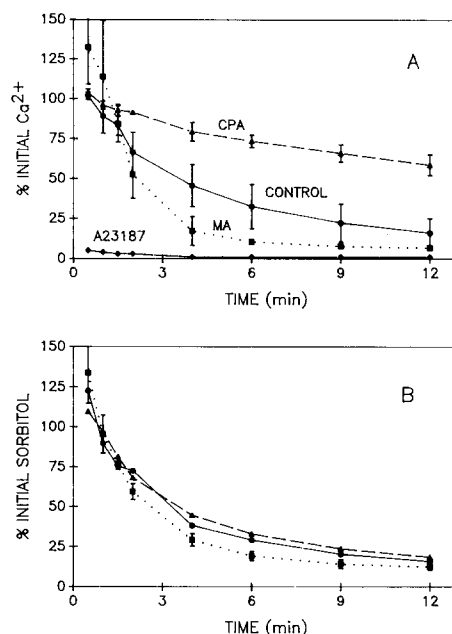 150
A
125
100
CPA
75
% INITIAL Ca2+
50
CONTROL
25
A23187
MA
0
0 3 6 9 12
TIME (min)
150
B
125
100
75
% INITIAL SORBITOL
50
25
0
0 3 6 9 12
TIME (min)